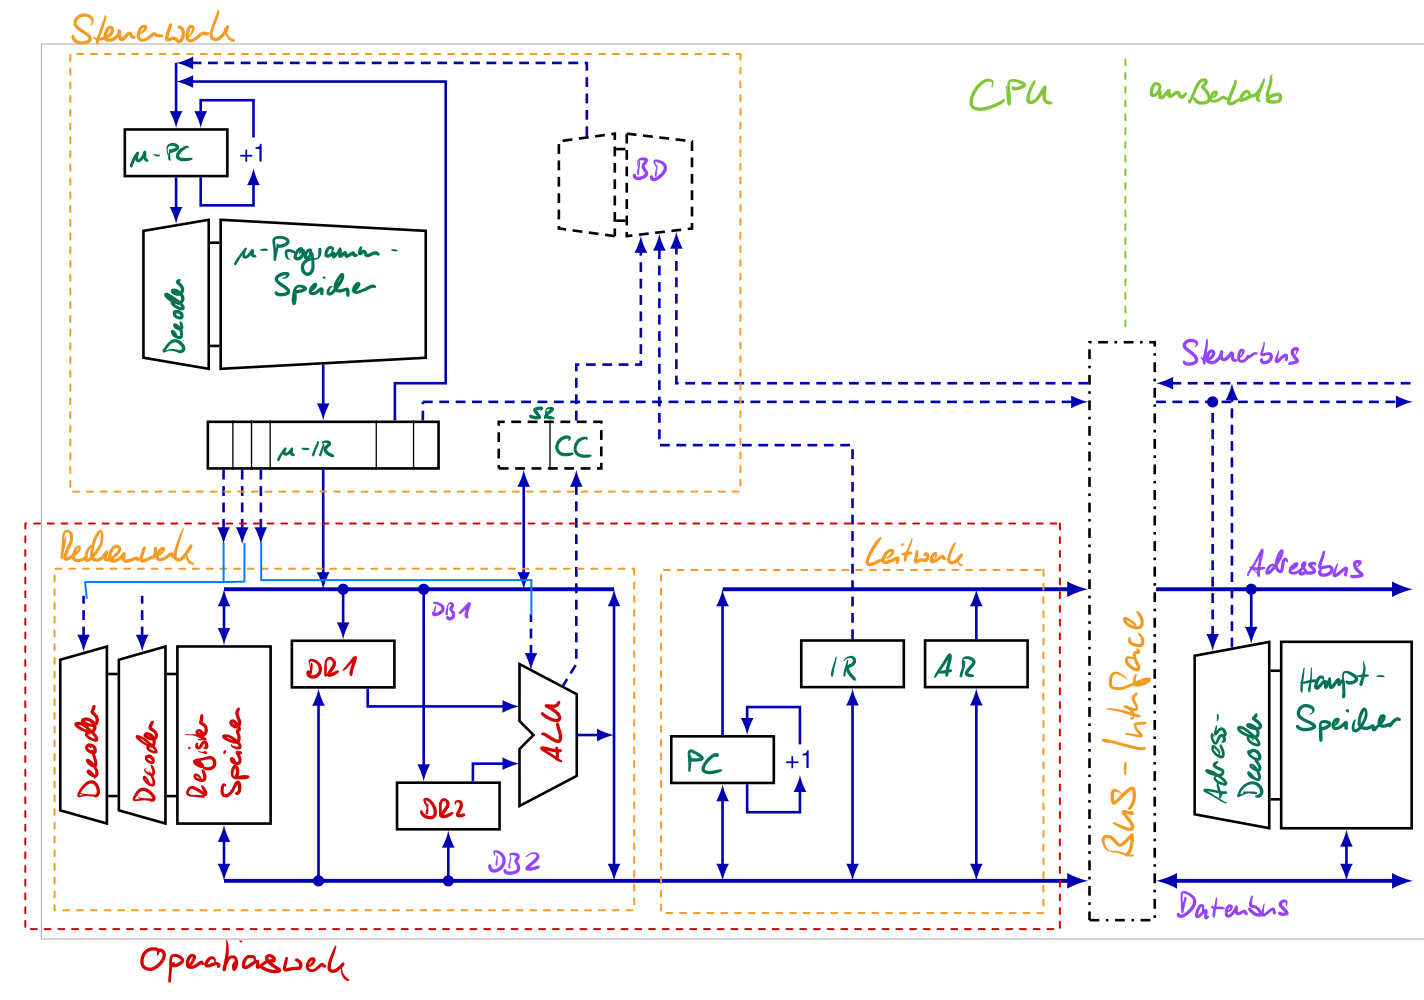 Steuerwerk
CPU
außerhalb
μ-PC
+1
BD
μ-Programm-
Speicher
Decoder
Steuerbus
SR
μ-IR
CC
Rechenwerk
Leitwerk
Adressbus
DB1
DR1
IR
AR
Haupt-
Speicher
Decoder
Decoder
Register
Speicher
ALU
PC
+1
Bus-Interface
Adress-
Decoder
DR2
DB2
Datenbus
Operationswerk